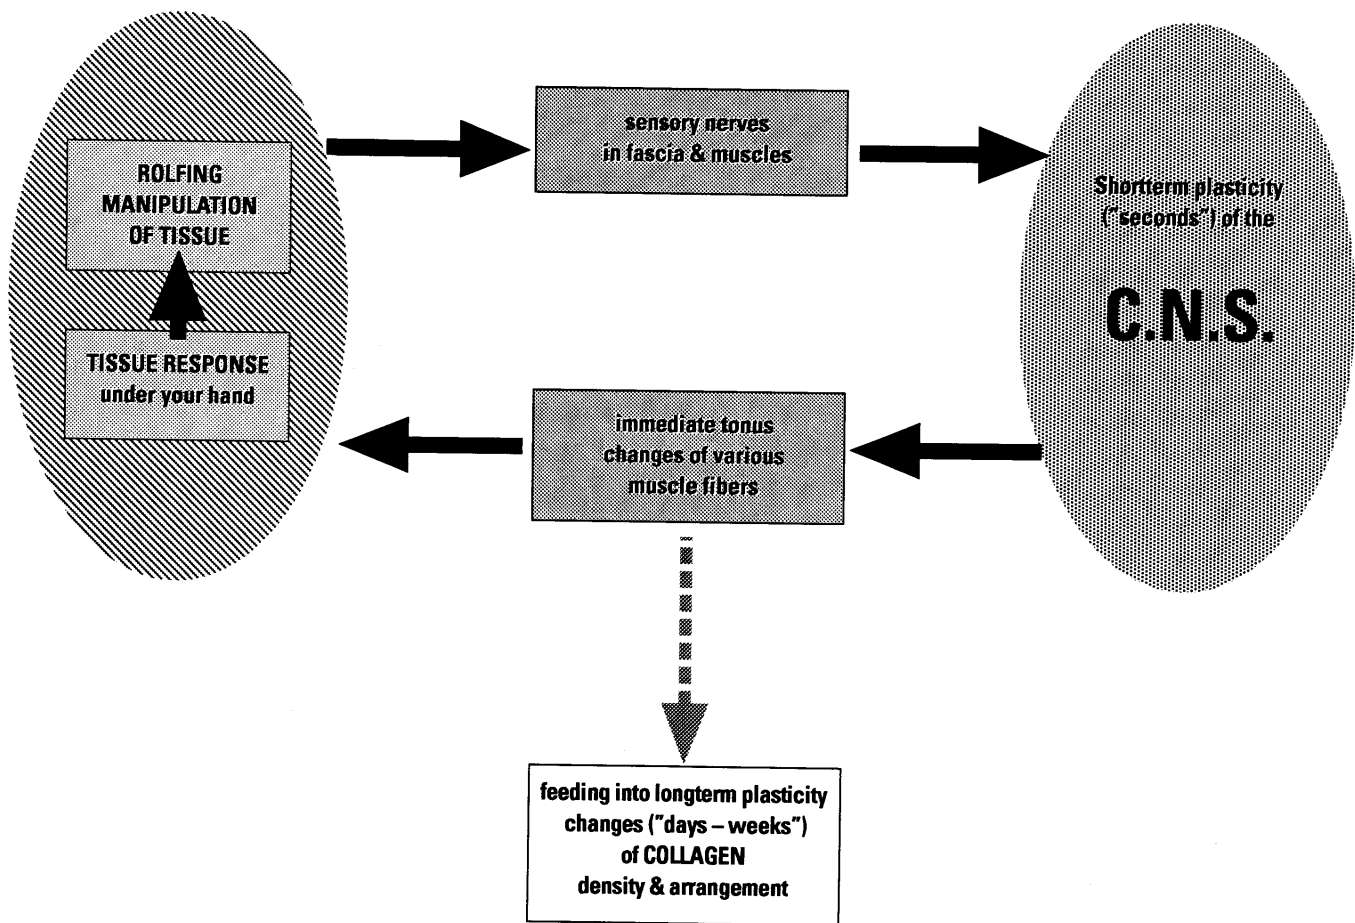 ROLFING
MANIPULATION
OF TISSUE
TISSUE RESPONSE
under your hand
sensory nerves
in fascia & muscles
Shortterm plasticity
("seconds") of the
C.N.S.
immediate tonus
changes of various
muscle fibers
feeding into longterm plasticity
changes ("days – weeks")
of COLLAGEN
density & arrangement